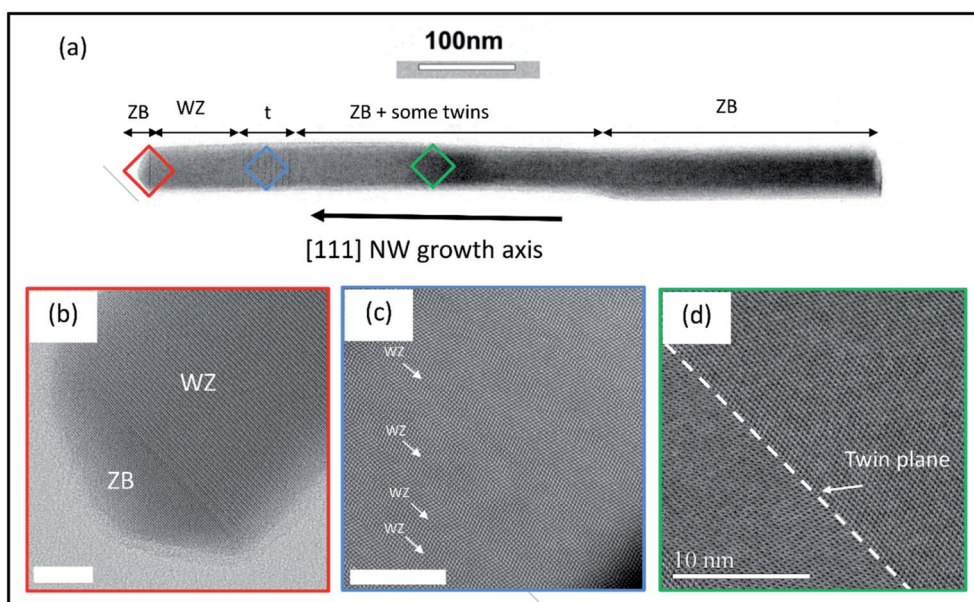 (a)
100nm
ZB WZ t ZB + some twins ZB
[111] NW growth axis
(b)
WZ
ZB
(c)
WZ
WZ
WZ
WZ
(d)
Twin plane
10 nm